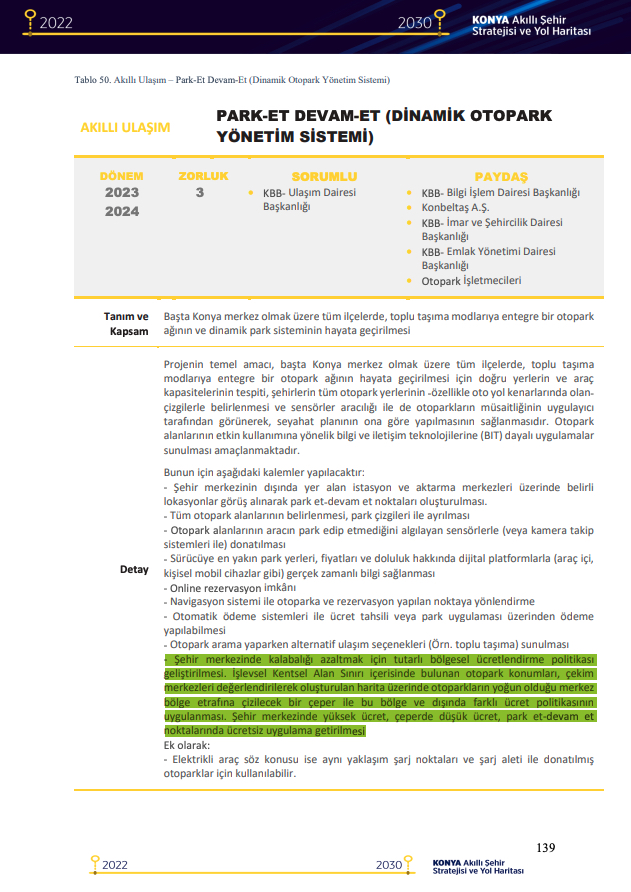 2022
2030
KONYA Akıllı Şehir
Stratejisi ve Yol Haritası
Tablo 50. Akıllı Ulaşım – Park-Et Devam-Et (Dinamik Otopark Yönetim Sistemi)
AKILLI ULAŞIM
PARK-ET DEVAM-ET (DİNAMİK OTOPARK
YÖNETİM SİSTEMİ)
DÖNEM
2023
2024
ZORLUK
3
SORUMLU
• KBB- Ulaşım Dairesi
Başkanlığı
PAYDAŞ
• KBB- Bilgi İşlem Dairesi Başkanlığı
• Konbeltaş A.Ş.
• KBB- İmar ve Şehircilik Dairesi
Başkanlığı
• KBB- Emlak Yönetimi Dairesi
Başkanlığı
• Otopark İşletmecileri
Tanım ve
Kapsam
Başta Konya merkez olmak üzere tüm ilçelerde, toplu taşıma modlarıya entegre bir otopark
ağının ve dinamik park sisteminin hayata geçirilmesi
Detay
Projenin temel amacı, başta Konya merkez olmak üzere tüm ilçelerde, toplu taşıma
modlarıya entegre bir otopark ağının hayata geçirilmesi için doğru yerlerin ve araç
kapasitelerinin tespiti, şehirlerin tüm otopark yerlerinin -özellikle oto yol kenarlarında olan-
çizgilerle belirlenmesi ve sensörler aracılığı ile de otoparkların müsaitliğinin uygulayıcı
tarafından görünerek, seyahat planının ona göre yapılmasının sağlanmasıdır. Otopark
alanlarının etkin kullanımına yönelik bilgi ve iletişim teknolojilerine (BIT) dayalı uygulamalar
sunulması amaçlanmaktadır.
Bunun için aşağıdaki kalemler yapılacaktır:
- Şehir merkezinin dışında yer alan istasyon ve aktarma merkezleri üzerinde belirli
lokasyonlar görüş alınarak park et-devam et noktaları oluşturulması.
- Tüm otopark alanlarının belirlenmesi, park çizgileri ile ayrılması
- Otopark alanlarının aracın park edip etmediğini algılayan sensörlerle (veya kamera takip
sistemleri ile) donatılması
- Sürücüye en yakın park yerleri, fiyatları ve doluluk hakkında dijital platformlarla (araç içi,
kişisel mobil cihazlar gibi) gerçek zamanlı bilgi sağlanması
- Online rezervasyon imkânı
- Navigasyon sistemi ile otoparka ve rezervasyon yapılan noktaya yönlendirme
- Otomatik ödeme sistemleri ile ücret tahsili veya park uygulaması üzerinden ödeme
yapılabilmesi
- Otopark arama yaparken alternatif ulaşım seçenekleri (Örn. toplu taşıma) sunulması
- Şehir merkezinde kalabalığı azaltmak için tutarlı bölgesel ücretlendirme politikası
geliştirilmesi. İşlevsel Kentsel Alan Sınırı içerisinde bulunan otopark konumları, çekim
merkezleri değerlendirilerek oluşturulan harita üzerinde otoparkların yoğun olduğu merkez
bölge etrafına çizilecek bir çeper ile bu bölge ve dışında farklı ücret politikasının
uygulanması. Şehir merkezinde yüksek ücret, çeperde düşük ücret, park et-devam et
noktalarında ücretsiz uygulama getirilmesi
Ek olarak:
- Elektrikli araç söz konusu ise aynı yaklaşım şarj noktaları ve şarj aleti ile donatılmış
otoparklar için kullanılabilir.
139
2022
2030
KONYA Akıllı Şehir
Stratejisi ve Yol Haritası